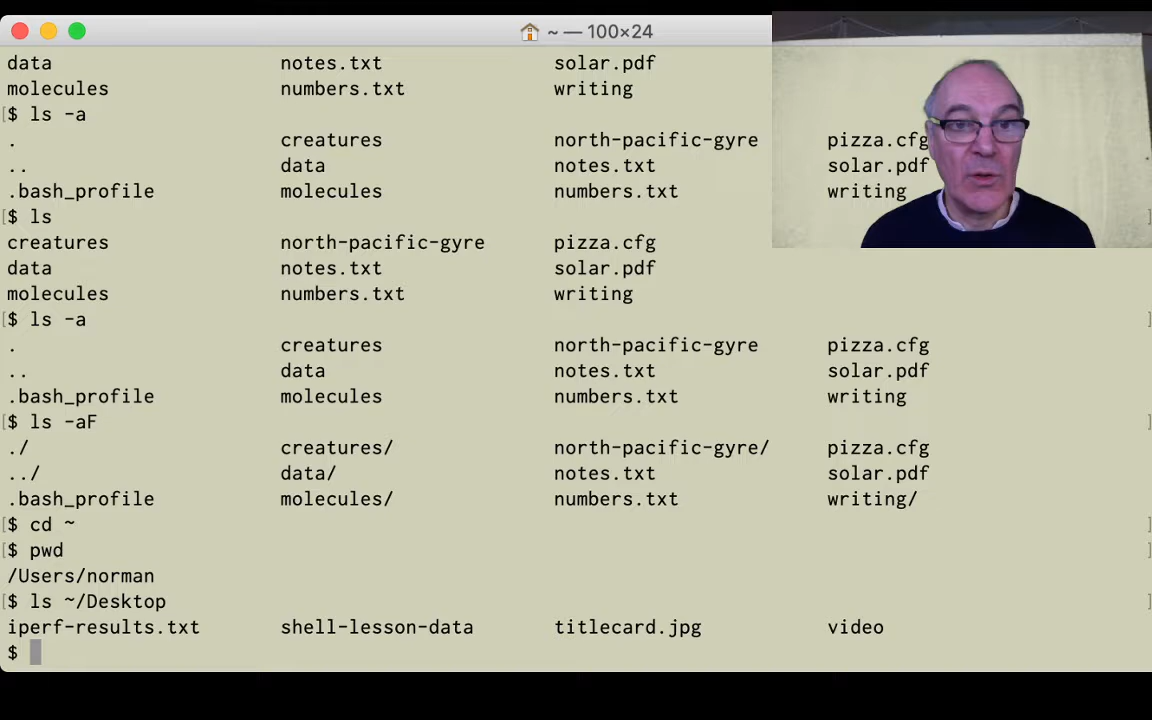 ~ — 100×24
data notes.txt solar.pdf
molecules numbers.txt writing
$ ls -a
. creatures north-pacific-gyre pizza.cfg
.. data notes.txt solar.pdf
.bash_profile molecules numbers.txt writing
$ ls
creatures north-pacific-gyre pizza.cfg
data notes.txt solar.pdf
molecules numbers.txt writing
$ ls -a
. creatures north-pacific-gyre pizza.cfg
.. data notes.txt solar.pdf
.bash_profile molecules numbers.txt writing
$ ls -aF
./ creatures/ north-pacific-gyre/ pizza.cfg
../ data/ notes.txt solar.pdf
.bash_profile molecules/ numbers.txt writing/
$ cd ~
$ pwd
/Users/norman
$ ls ~/Desktop
iperf-results.txt shell-lesson-data titlecard.jpg video
$